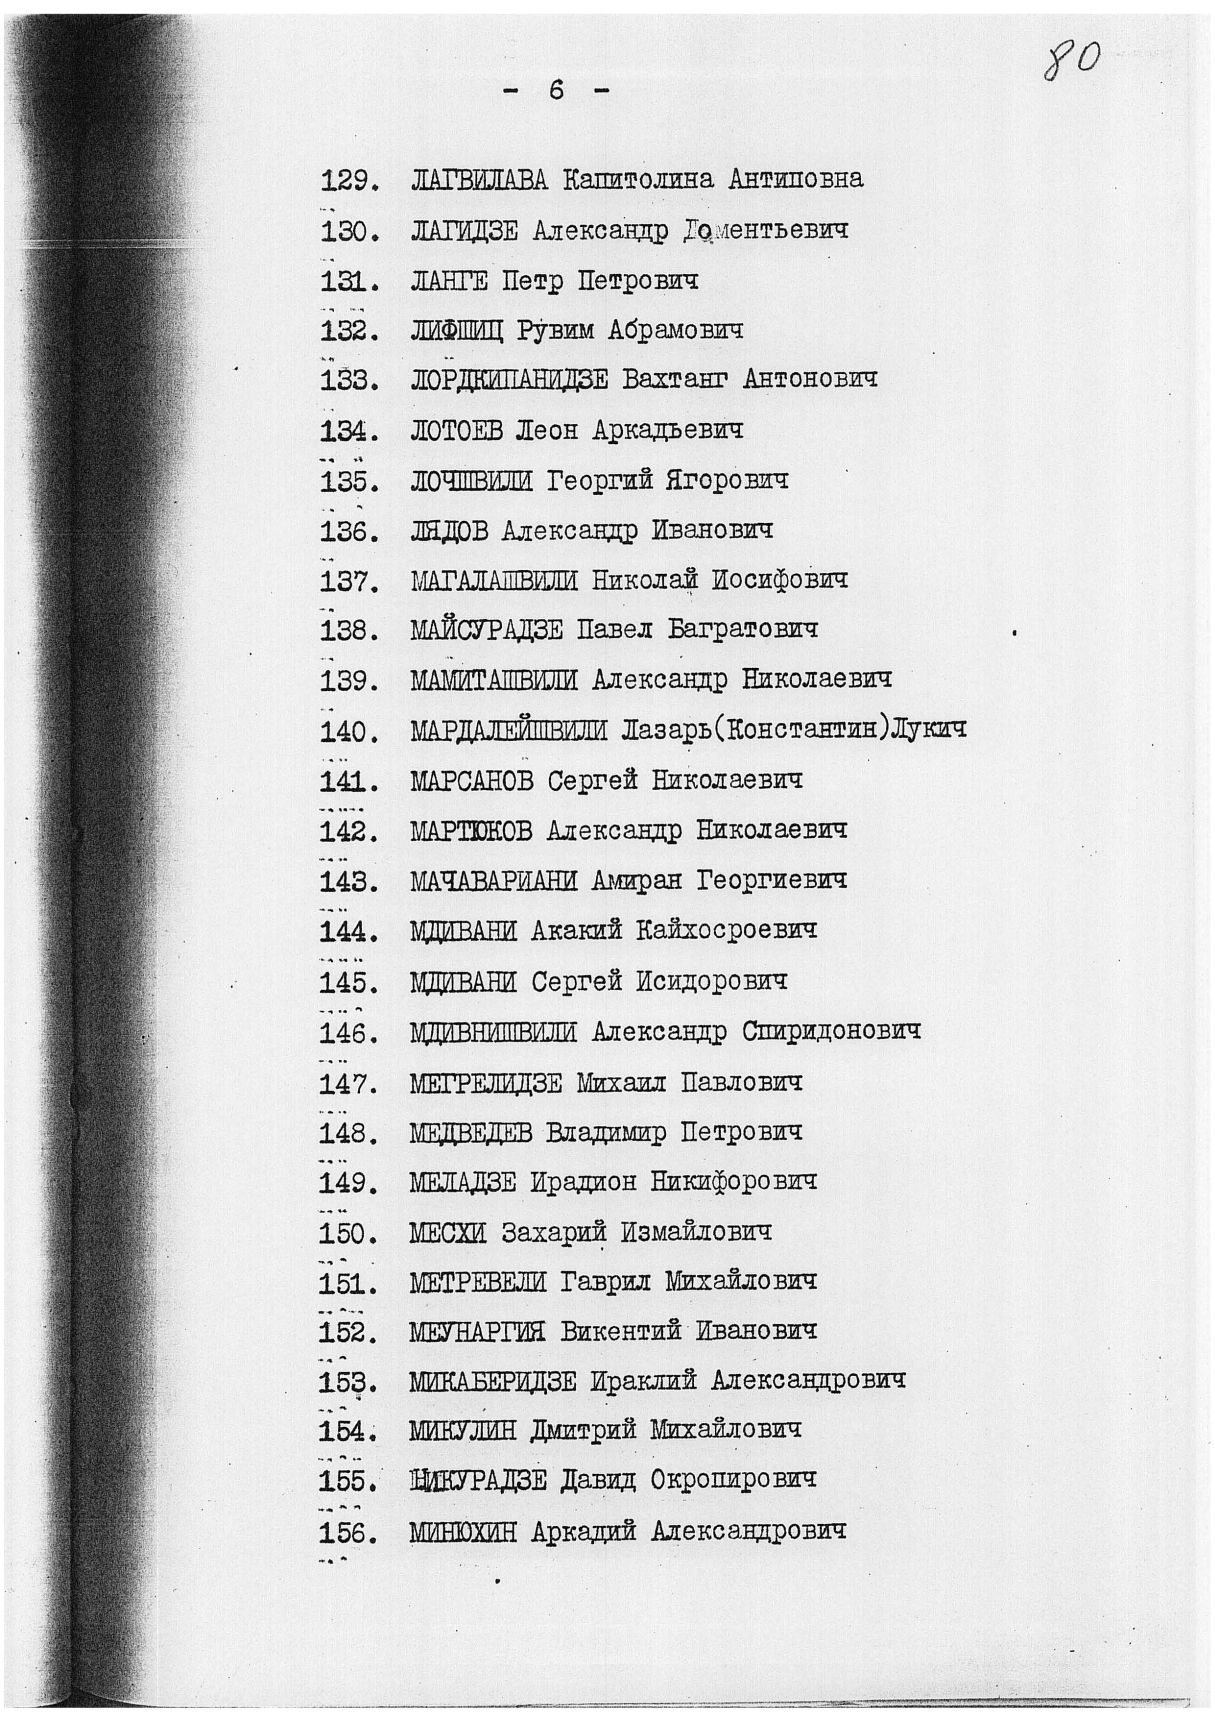 80
- 6 -
129. ЛАГВИЛАВА Капитолина Антиповна
130. ЛАГИДЗЕ Александр Доментьевич
131. ЛАНГЕ Петр Петрович
132. ЛИФШИЦ Рувим Абрамович
133. ЛОРДКИПАНИДЗЕ Вахтанг Антонович
134. ЛОТОЕВ Леон Аркадьевич
135. ЛОЧШВИЛИ Георгий Ягорович
136. ЛЯДОВ Александр Иванович
137. МАГАЛАШВИЛИ Николай Иосифович
138. МАЙСУРАДЗЕ Павел Багратович
139. МАМИТАШВИЛИ Александр Николаевич
140. МАРДАЛЕЙШВИЛИ Лазарь(Константин)Лукич
141. МАРСАНОВ Сергей Николаевич
142. МАРТЮКОВ Александр Николаевич
143. МАЧАВАРИАНИ Амиран Георгиевич
144. МДИВАНИ Акакий Кайхосроевич
145. МДИВАНИ Сергей Исидорович
146. МДИВНИШВИЛИ Александр Спиридонович
147. МЕГРЕЛИДЗЕ Михаил Павлович
148. МЕДВЕДЕВ Владимир Петрович
149. МЕЛАДЗЕ Ирадион Никифорович
150. МЕСХИ Захарий Измайлович
151. МЕТРЕВЕЛИ Гаврил Михайлович
152. МЕУНАРГИЯ Викентий Иванович
153. МИКАБЕРИДЗЕ Ираклий Александрович
154. МИКУЛИН Дмитрий Михайлович
155. Давид Окропирович
156. МИНЮХИН Аркадий Александрович